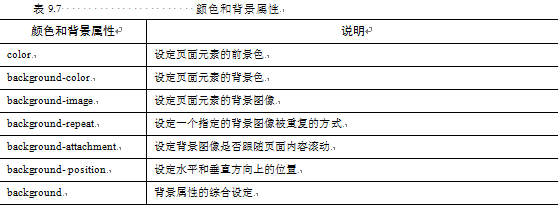 表 9.7 颜色和背景属性
颜色和背景属性 说明
color 设定页面元素的前景色
background-color 设定页面元素的背景色
background-image 设定页面元素的背景图像
background-repeat 设定一个指定的背景图像被重复的方式
background-attachment 设定背景图像是否跟随页面内容滚动
background- position 设定水平和垂直方向上的位置
background 背景属性的综合设定